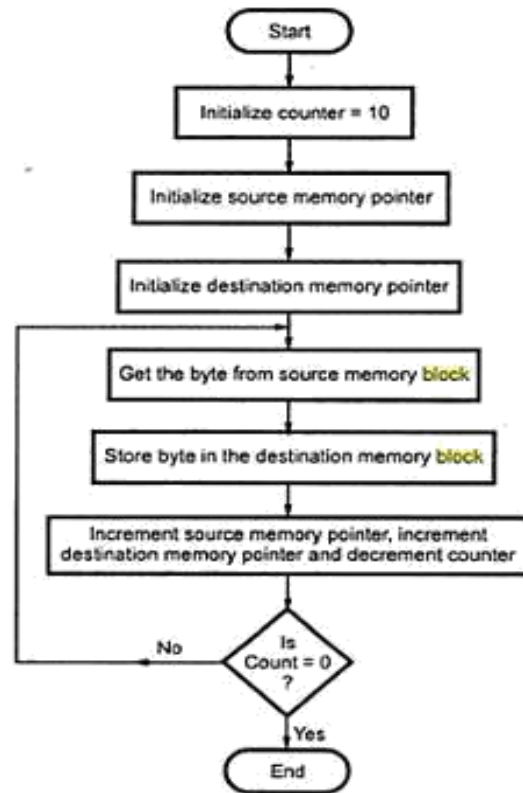 Start
Initialize counter = 10
Initialize source memory pointer
Initialize destination memory pointer
Get the byte from source memory block
Store byte in the destination memory block
Increment source memory pointer, increment
destination memory pointer and decrement counter
Is
Count = 0
?
No
Yes
End